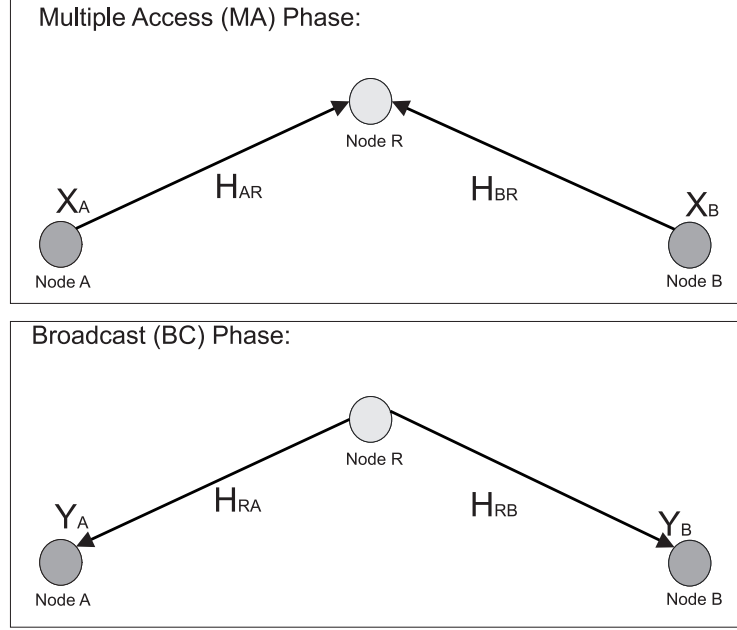 Multiple Access (MA) Phase:
Node R
HAR
HBR
XA
XB
Node A
Node B
Broadcast (BC) Phase:
Node R
HRA
HRB
YA
YB
Node A
Node B